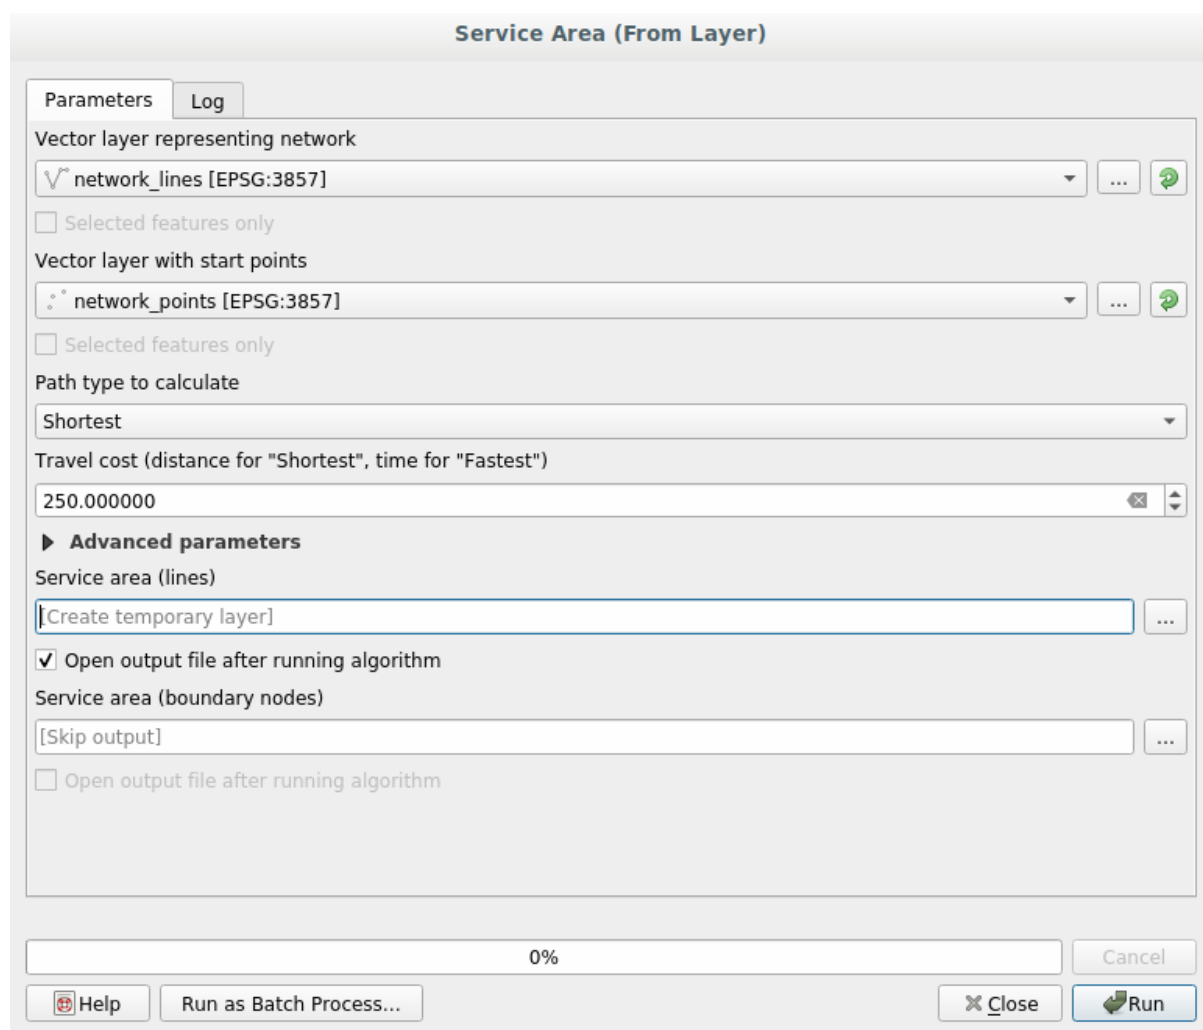 Service Area (From Layer)
Parameters Log
Vector layer representing network
network_lines [EPSG:3857] ...
Selected features only
Vector layer with start points
network_points [EPSG:3857] ...
Selected features only
Path type to calculate
Shortest
Travel cost (distance for "Shortest", time for "Fastest")
250.000000
Advanced parameters
Service area (lines)
[Create temporary layer] ...
Open output file after running algorithm
Service area (boundary nodes)
[Skip output] ...
Open output file after running algorithm
0% Cancel
Help Run as Batch Process... Close Run